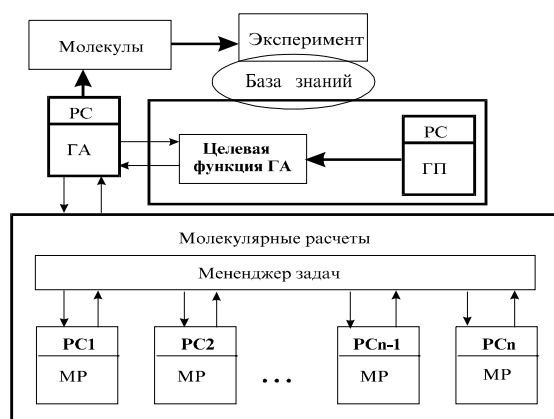 Молекулы
Эксперимент
База знаний
РС
ГА
Целевая
функция ГА
РС
ГП
Молекулярные расчеты
Мененджер задач
РС1
МР
РС2
МР
...
РСn-1
МР
РСn
МР